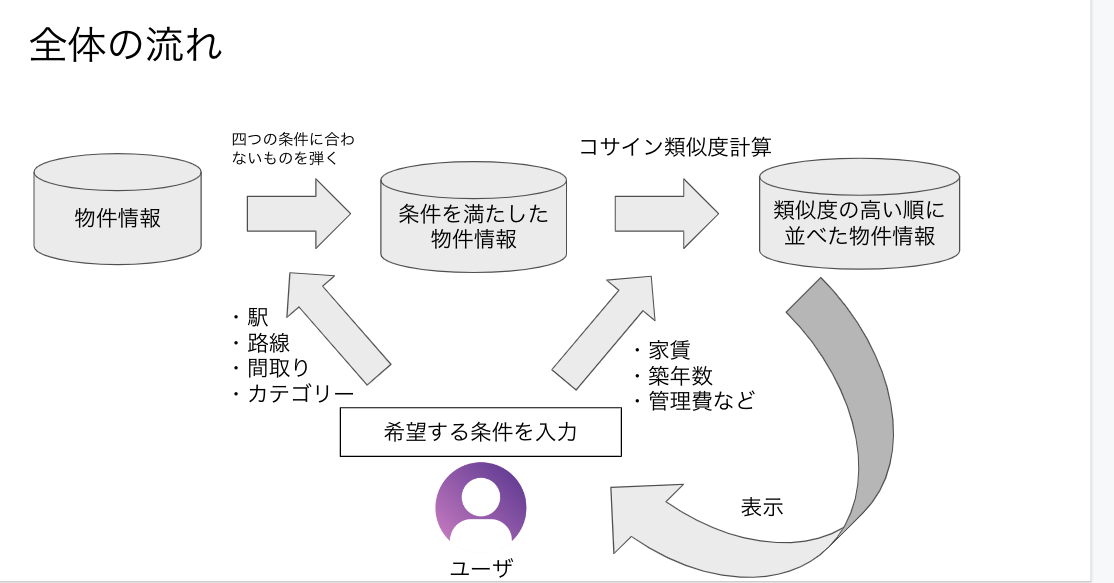 全体の流れ
四つの条件に合わ
ないものを弾く
コサイン類似度計算
物件情報
条件を満たした
物件情報
類似度の高い順に
並べた物件情報
・駅
・路線
・間取り
・カテゴリー
・家賃
・築年数
・管理費など
希望する条件を入力
表示
ユーザ